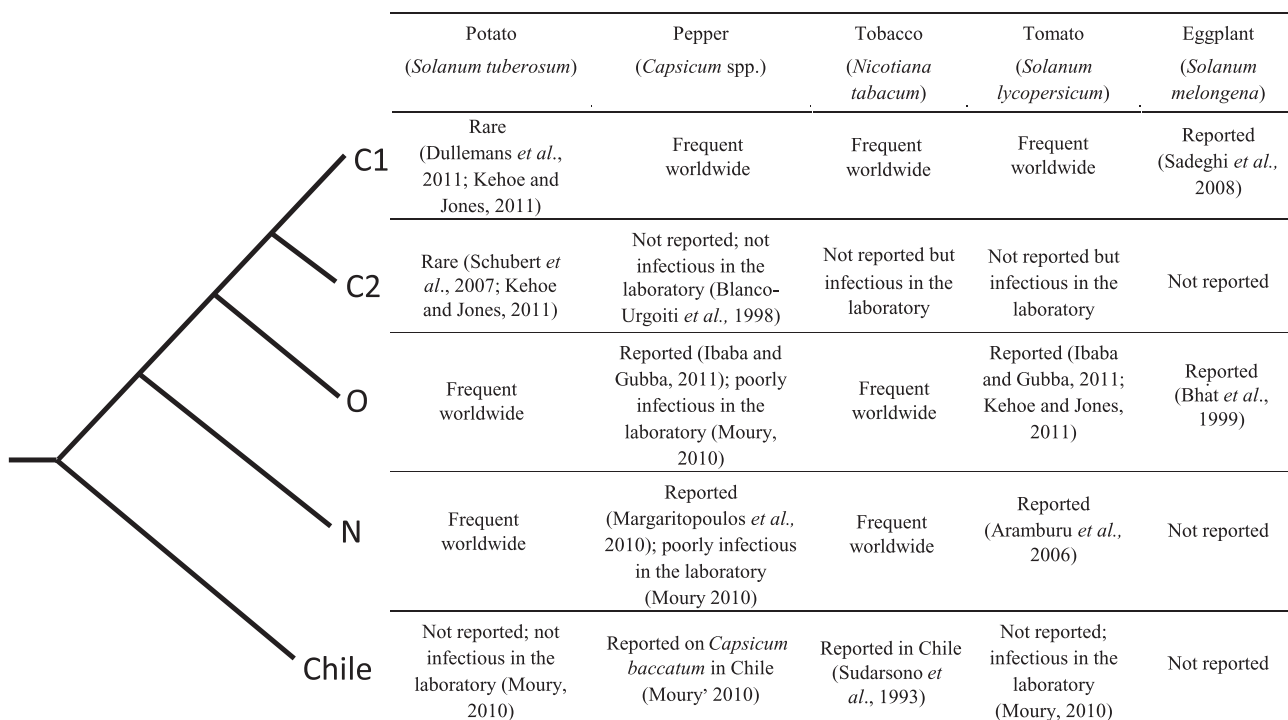 Potato
(Solanum tuberosum)
Pepper
(Capsicum spp.)
Tobacco
(Nicotiana
tabacum)
Tomato
(Solanum
lycopersicum)
Eggplant
(Solanum
melongena)
C1
Rare
(Dullemans et al.,
2011; Kehoe and
Jones, 2011)
Frequent
worldwide
Frequent
worldwide
Frequent
worldwide
Reported
(Sadeghi et al.,
2008)
C2
Rare (Schubert et
al., 2007; Kehoe
and Jones, 2011)
Not reported; not
infectious in the
laboratory (Blanco-
Urgoiti et al., 1998)
Not reported but
infectious in the
laboratory
Not reported but
infectious in the
laboratory
Not reported
O
Frequent
worldwide
Reported (Ibaba and
Gubba, 2011); poorly
infectious in the
laboratory (Moury,
2010)
Frequent
worldwide
Reported (Ibaba
and Gubba, 2011;
Kehoe and Jones,
2011)
Reported
(Bhat et al.,
1999)
N
Frequent
worldwide
Reported
(Margaritopoulos et al.,
2010); poorly infectious
in the laboratory
(Moury 2010)
Frequent
worldwide
Reported
(Aramburu et al.,
2006)
Not reported
Chile
Not reported; not
infectious in the
laboratory (Moury,
2010)
Reported on Capsicum
baccatum in Chile
(Moury, 2010)
Reported in Chile
(Sudarsono et
al., 1993)
Not reported;
infectious in the
laboratory
(Moury, 2010)
Not reported